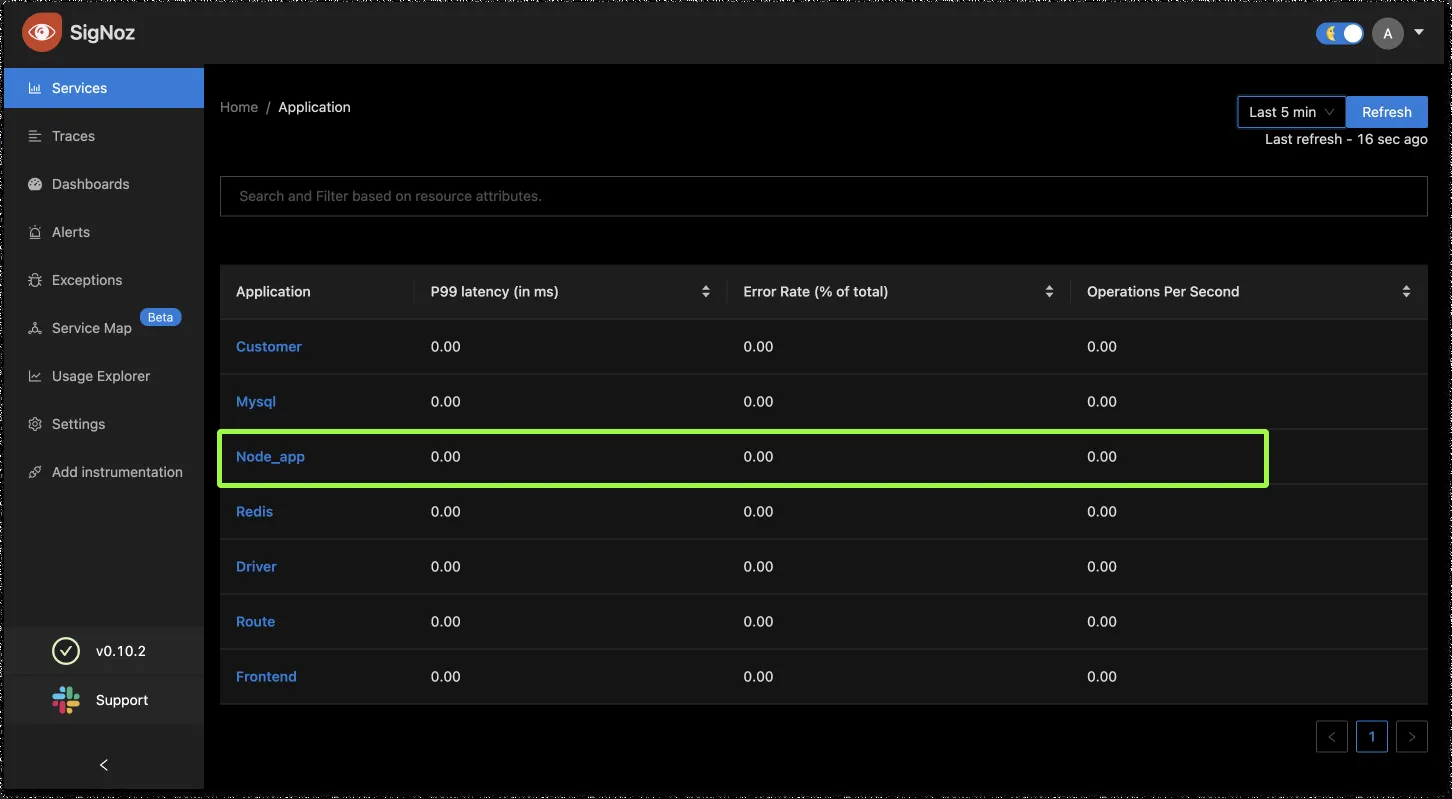 SigNoz
A
Services
Traces
Dashboards
Alerts
Exceptions
Service Map
Beta
Usage Explorer
Settings
Add instrumentation
v0.10.2
Support
Home / Application
Last 5 min
Refresh
Last refresh - 16 sec ago
Search and Filter based on resource attributes.
Application P99 latency (in ms) Error Rate (% of total) Operations Per Second
Customer 0.00 0.00 0.00
Mysql 0.00 0.00 0.00
Node_app 0.00 0.00 0.00
Redis 0.00 0.00 0.00
Driver 0.00 0.00 0.00
Route 0.00 0.00 0.00
Frontend 0.00 0.00 0.00
< 1 >